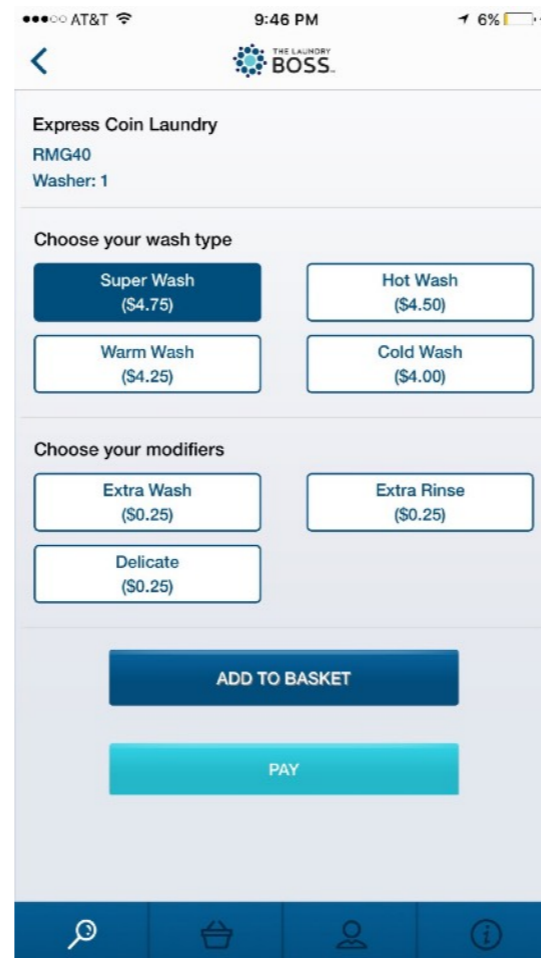 AT&T 9:46 PM 6%
THE LAUNDRY
BOSS
Express Coin Laundry
RMG40
Washer: 1
Choose your wash type
Super Wash Hot Wash
($4.75) ($4.50)
Warm Wash Cold Wash
($4.25) ($4.00)
Choose your modifiers
Extra Wash Extra Rinse
($0.25) ($0.25)
Delicate
($0.25)
ADD TO BASKET
PAY